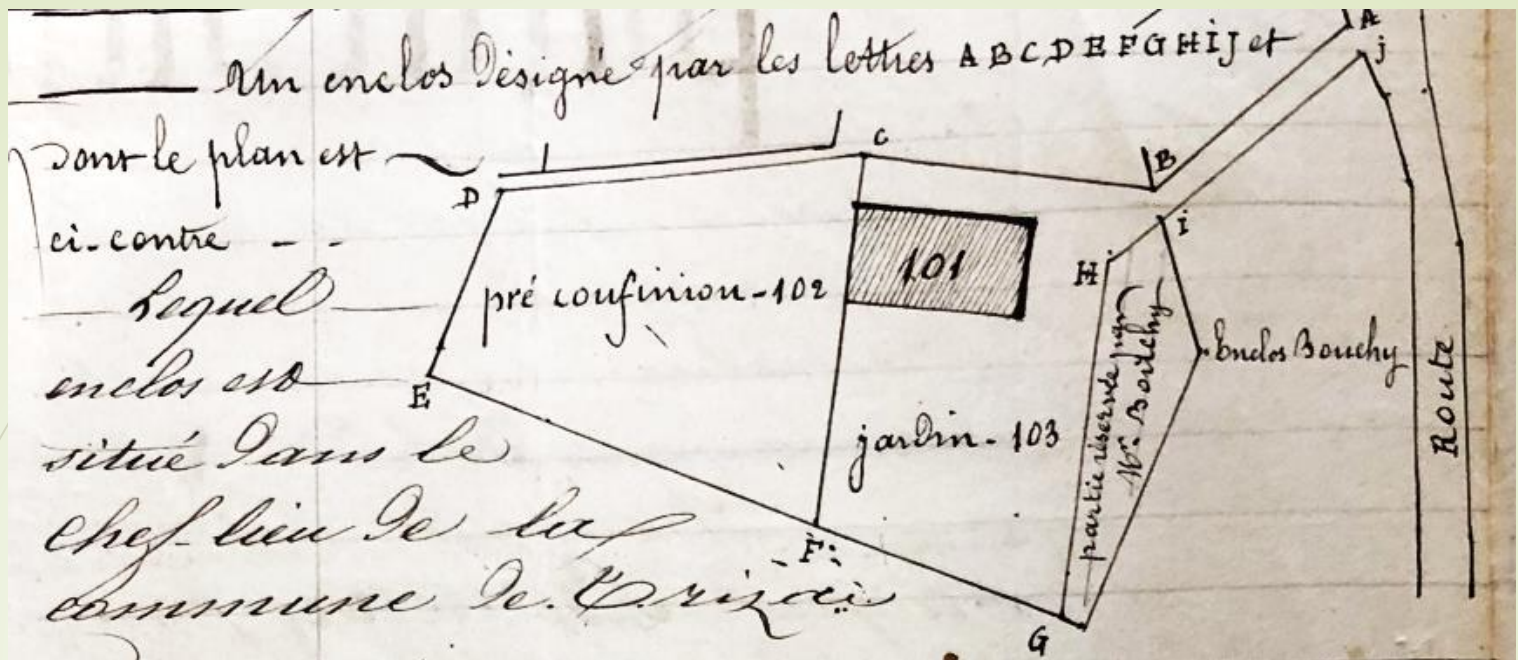 Un enclos désigné par les lettres A B C D E F G H I J et
dont le plan est
ci-contre - -
Lequel
enclos est
situé dans le
chef-lieu de la
commune de Trizac
A
j
B
C
D
i
H
E
F
G
pré coufiniou - 102
101
jardin - 103
partie réservée par
Mr. Bouchy
Enclos Bouchy
Route